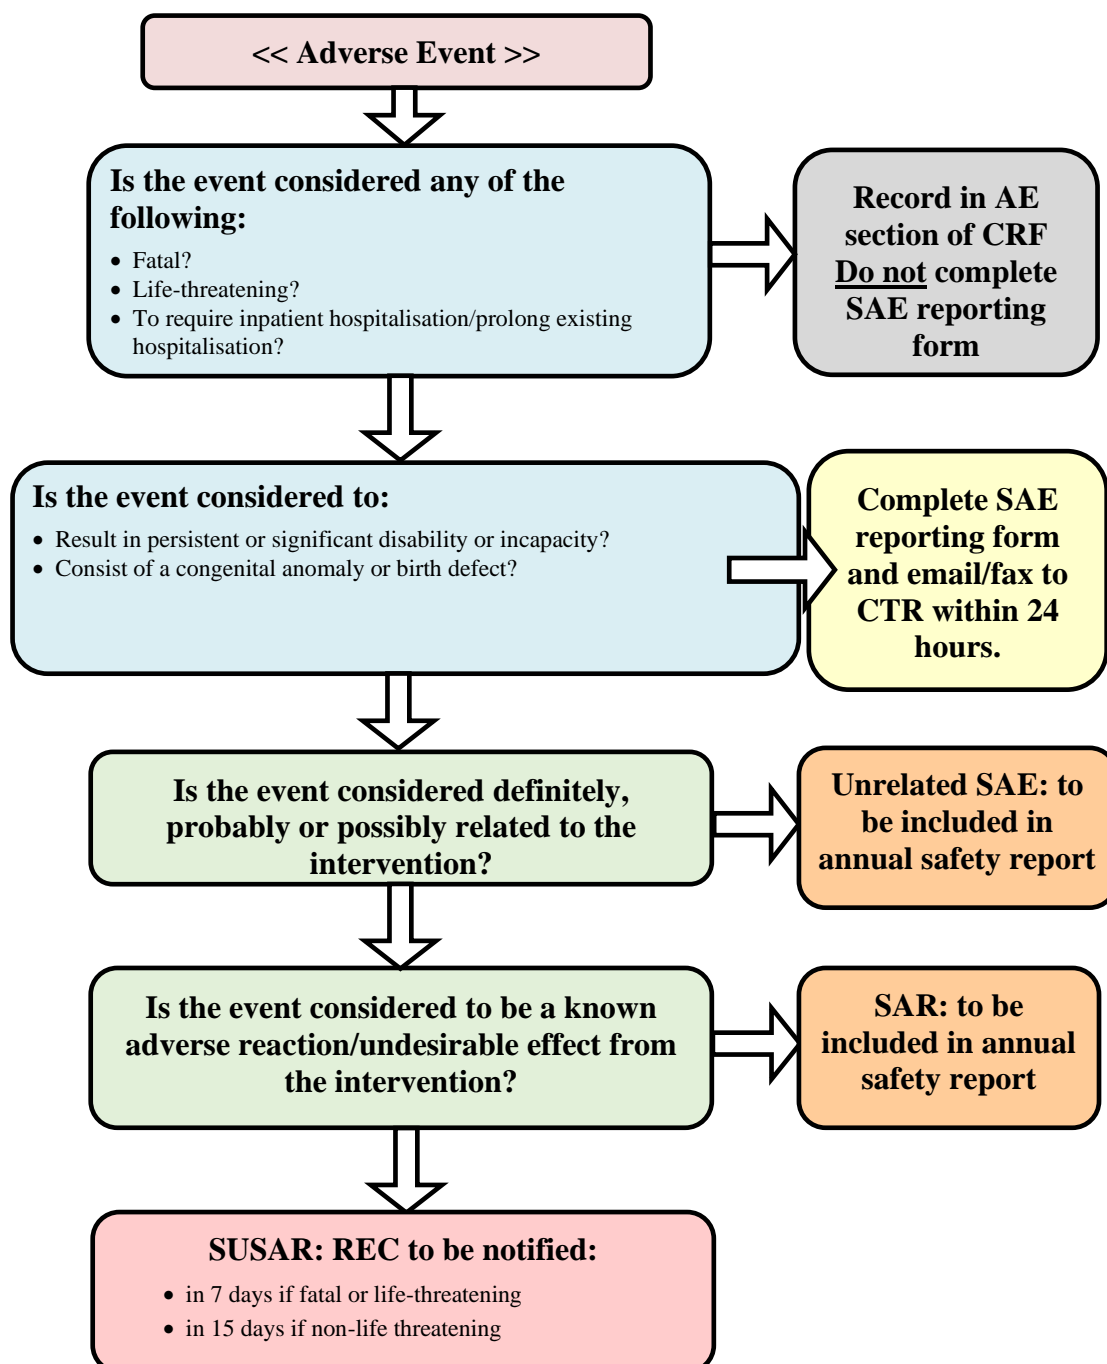 << Adverse Event >>
Is the event considered any of the
following:
• Fatal?
• Life-threatening?
• To require inpatient hospitalisation/prolong existing
hospitalisation?
Record in AE
section of CRF
Do not complete
SAE reporting
form
Is the event considered to:
• Result in persistent or significant disability or incapacity?
• Consist of a congenital anomaly or birth defect?
Complete SAE
reporting form
and email/fax to
CTR within 24
hours.
Is the event considered definitely,
probably or possibly related to the
intervention?
Unrelated SAE: to
be included in
annual safety report
Is the event considered to be a known
adverse reaction/undesirable effect from
the intervention?
SAR: to be
included in annual
safety report
SUSAR: REC to be notified:
• in 7 days if fatal or life-threatening
• in 15 days if non-life threatening